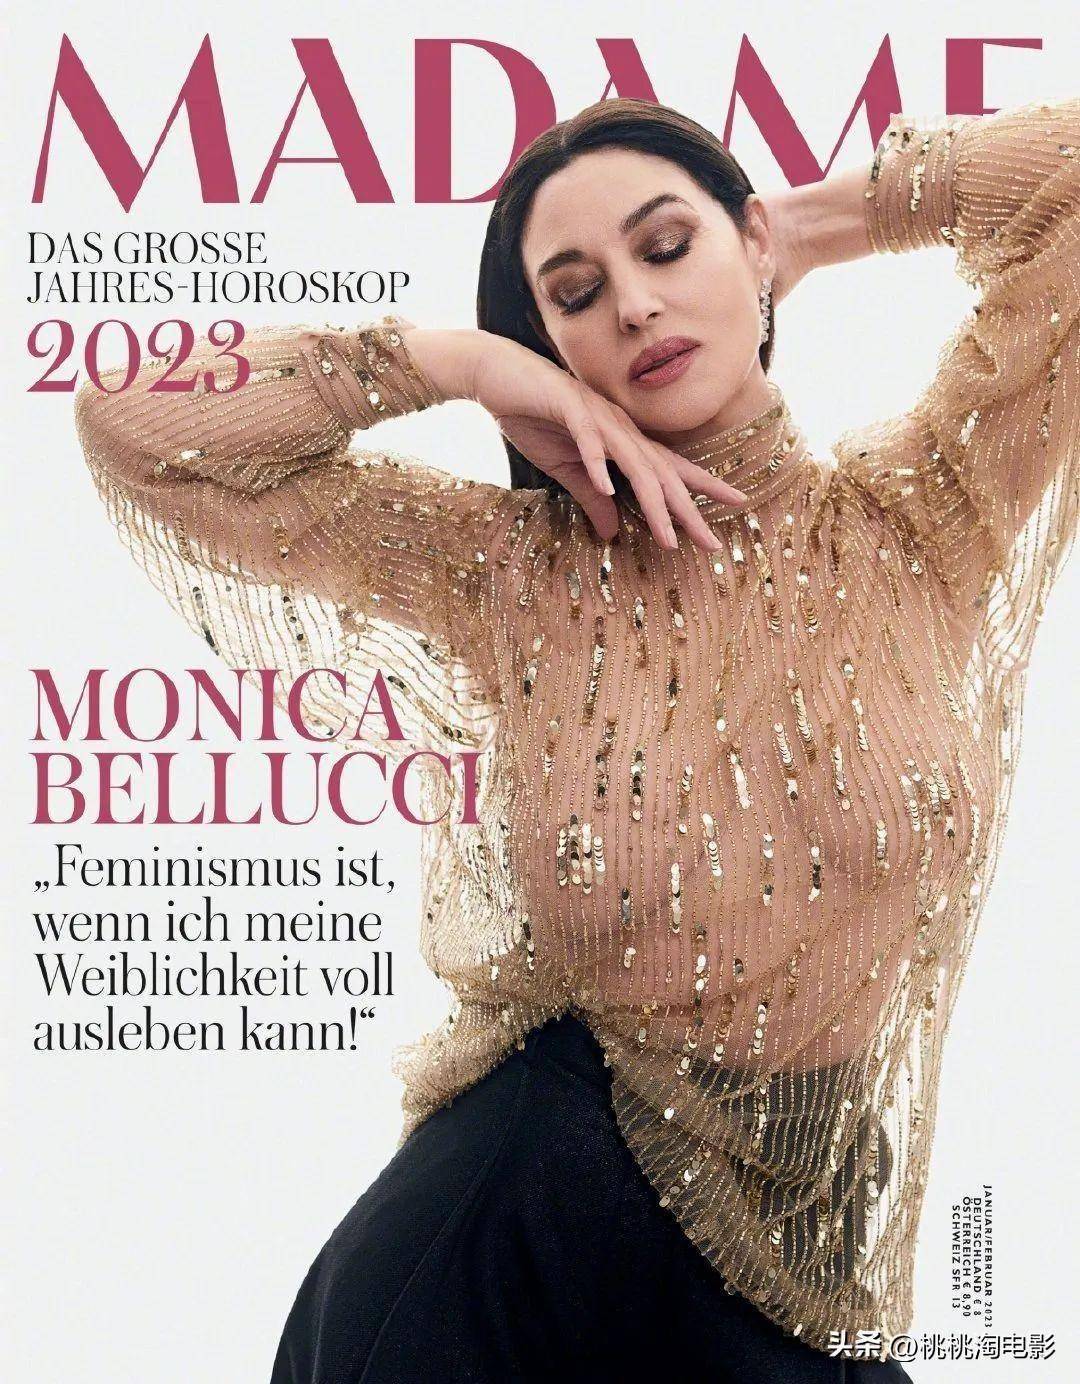 MADAME
DAS GROSSE
JAHRES-HOROSKOP
2023
MONICA
BELLUCCI
„Feminismus ist,
wenn ich meine
Weiblichkeit voll
ausleben kann!“
JANUAR/FEBRUAR 2023
DEUTSCHLAND € 8
ÖSTERREICH € 8,90
SCHWEIZ SFR 13
头条 @桃桃淘电影